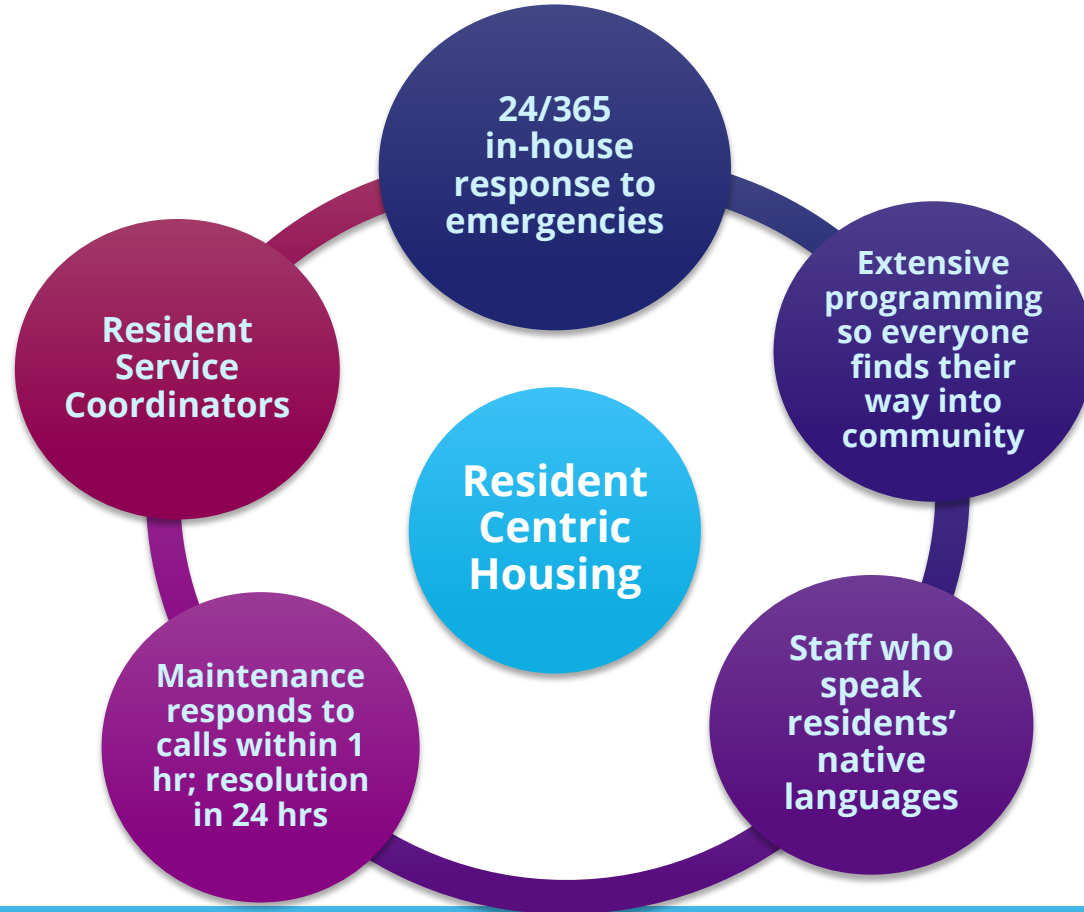 24/365
in-house
response to
emergencies
Extensive
programming
so everyone
finds their
way into
community
Staff who
speak
residents’
native
languages
Maintenance
responds to
calls within 1
hr; resolution
in 24 hrs
Resident
Service
Coordinators
Resident
Centric
Housing